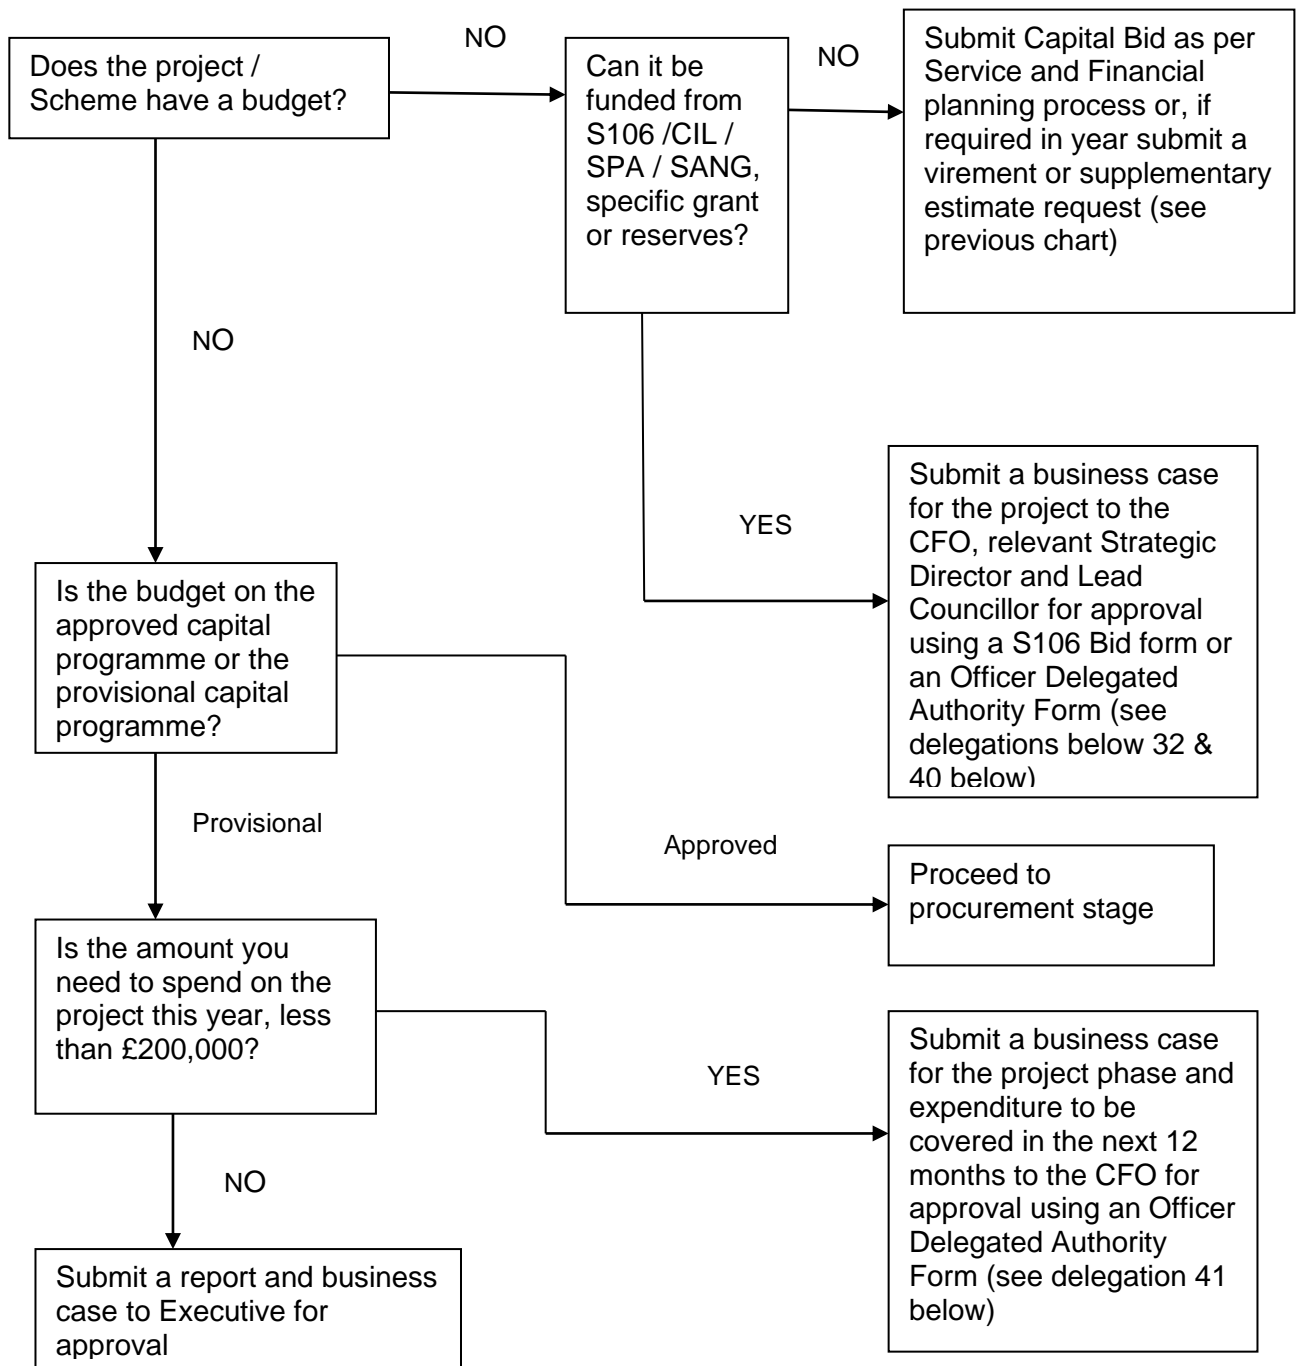 Does the project /
Scheme have a budget?
NO
Can it be
funded from
S106 /CIL /
SPA / SANG,
specific grant
or reserves?
NO
Submit Capital Bid as per
Service and Financial
planning process or, if
required in year submit a
virement or supplementary
estimate request (see
previous chart)
NO
YES
Submit a business case
for the project to the
CFO, relevant Strategic
Director and Lead
Councillor for approval
using a S106 Bid form or
an Officer Delegated
Authority Form (see
delegations below 32 &
40 below)
Is the budget on the
approved capital
programme or the
provisional capital
programme?
Provisional
Approved
Proceed to
procurement stage
Is the amount you
need to spend on the
project this year, less
than £200,000?
YES
Submit a business case
for the project phase and
expenditure to be
covered in the next 12
months to the CFO for
approval using an Officer
Delegated Authority
Form (see delegation 41
below)
NO
Submit a report and business
case to Executive for
approval